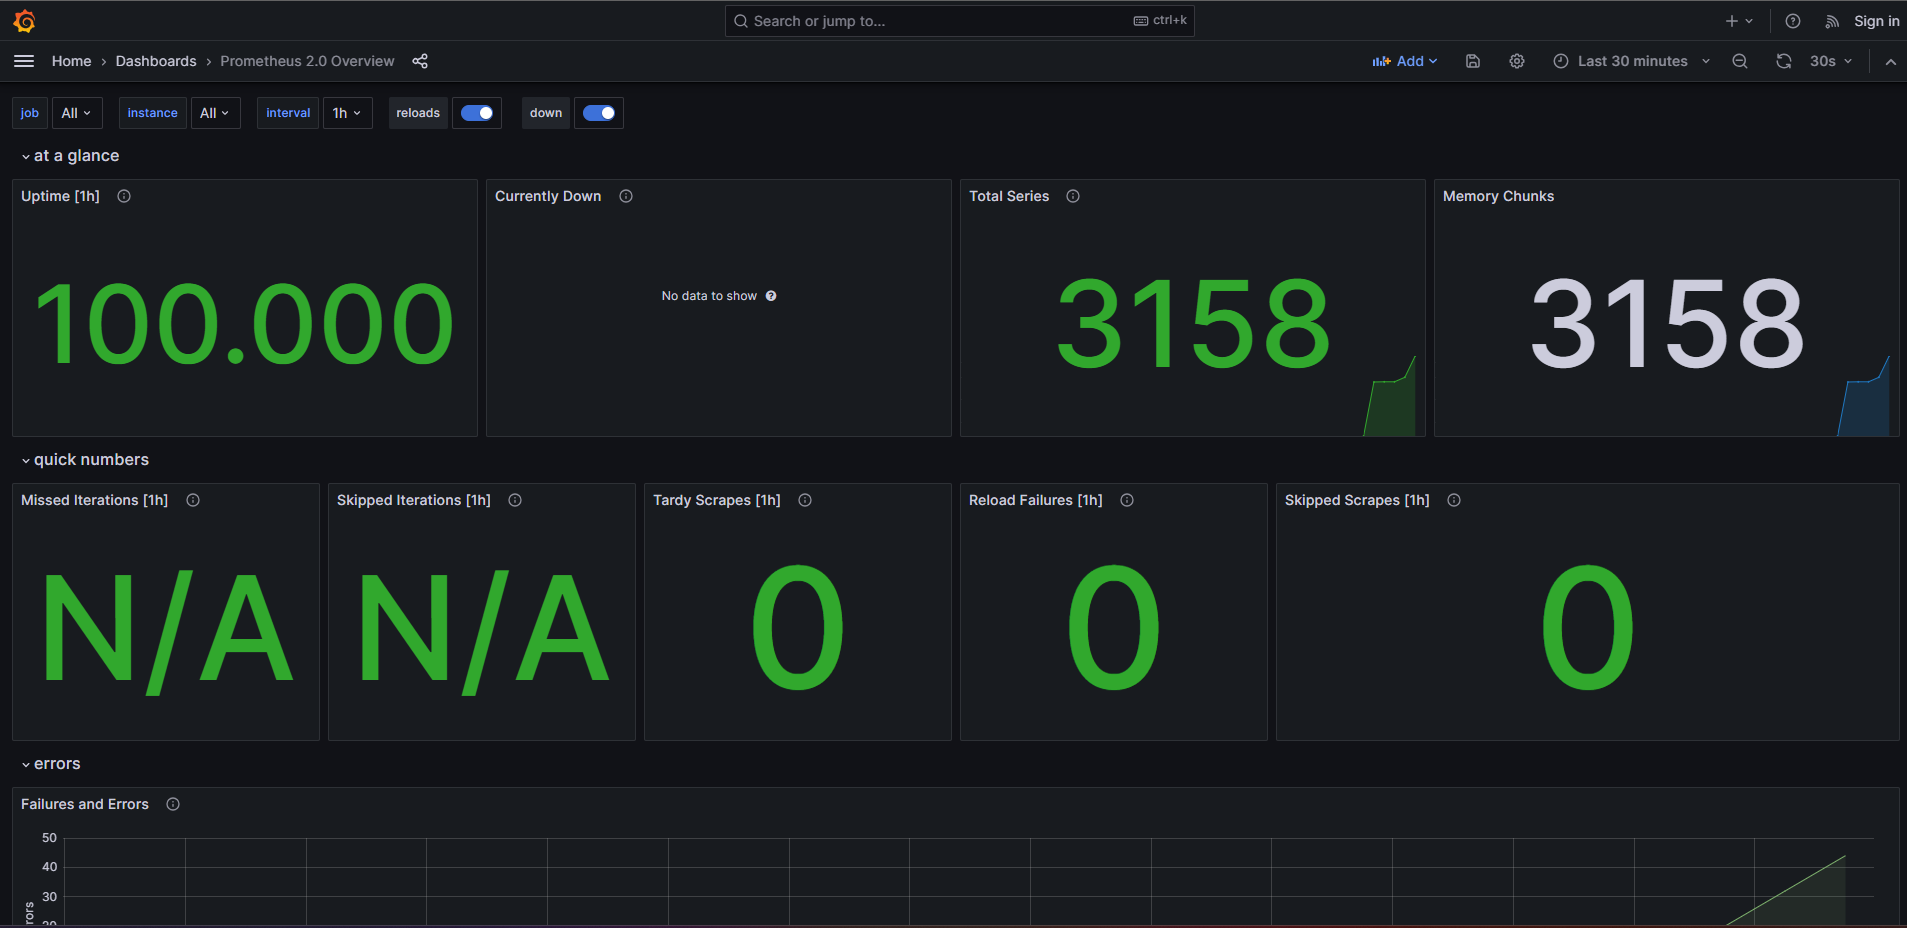 Search or jump to... ctrl+k Sign in
Home › Dashboards › Prometheus 2.0 Overview Add Last 30 minutes 30s
job All instance All interval 1h reloads down
at a glance
Uptime [1h] Currently Down Total Series Memory Chunks
100.000 No data to show 3158 3158
quick numbers
Missed Iterations [1h] Skipped Iterations [1h] Tardy Scrapes [1h] Reload Failures [1h] Skipped Scrapes [1h]
N/A N/A 0 0 0
errors
Failures and Errors
50
40
30